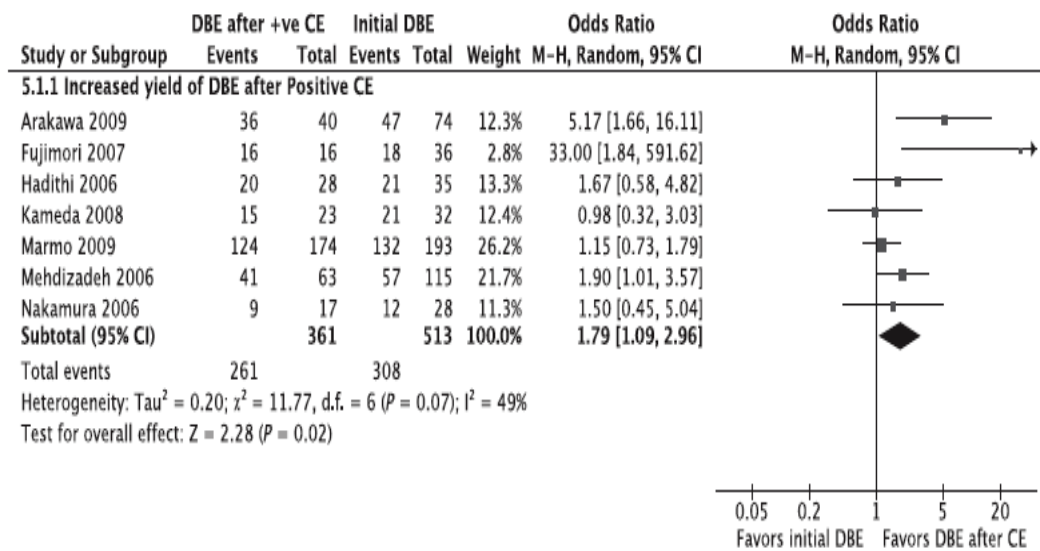 DBE after +ve CE Initial DBE Odds Ratio Odds Ratio
Study or Subgroup Events Total Events Total Weight M–H, Random, 95% CI M–H, Random, 95% CI
5.1.1 Increased yield of DBE after Positive CE
Arakawa 2009 36 40 47 74 12.3% 5.17 [1.66, 16.11]
Fujimori 2007 16 16 18 36 2.8% 33.00 [1.84, 591.62]
Hadithi 2006 20 28 21 35 13.3% 1.67 [0.58, 4.82]
Kameda 2008 15 23 21 32 12.4% 0.98 [0.32, 3.03]
Marmo 2009 124 174 132 193 26.2% 1.15 [0.73, 1.79]
Mehdizadeh 2006 41 63 57 115 21.7% 1.90 [1.01, 3.57]
Nakamura 2006 9 17 12 28 11.3% 1.50 [0.45, 5.04]
Subtotal (95% CI) 361 513 100.0% 1.79 [1.09, 2.96]
Total events 261 308
Heterogeneity: Tau² = 0.20; χ² = 11.77, d.f. = 6 (P = 0.07); I² = 49%
Test for overall effect: Z = 2.28 (P = 0.02)
0.05 0.2 1 5 20
Favors initial DBE Favors DBE after CE